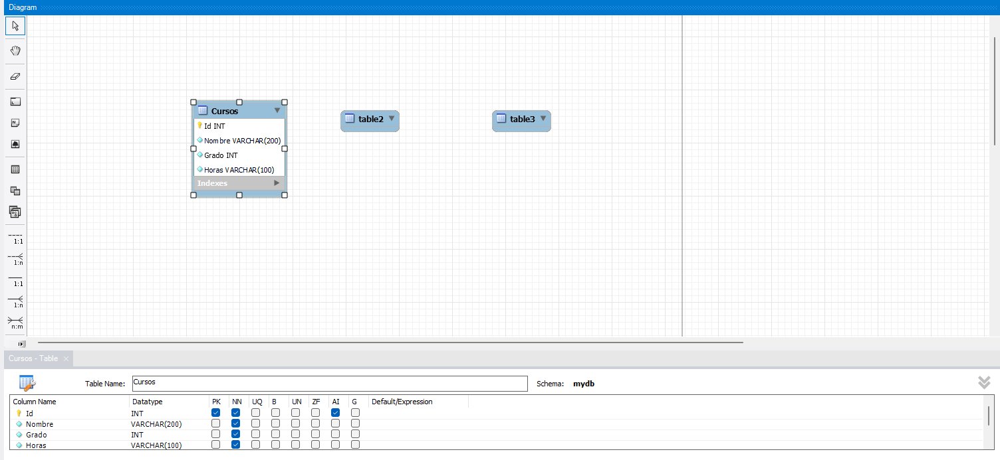 Diagram
Cursos
Id INT
Nombre VARCHAR(200)
Grado INT
Horas VARCHAR(100)
Indexes
table2
table3
1:1
1:n
1:1
1:n
n:m
Cursos - Table
Table Name: Cursos Schema: mydb
Column Name Datatype PK NN UQ B UN ZF AI G Default/Expression
Id INT
Nombre VARCHAR(200)
Grado INT
Horas VARCHAR(100)